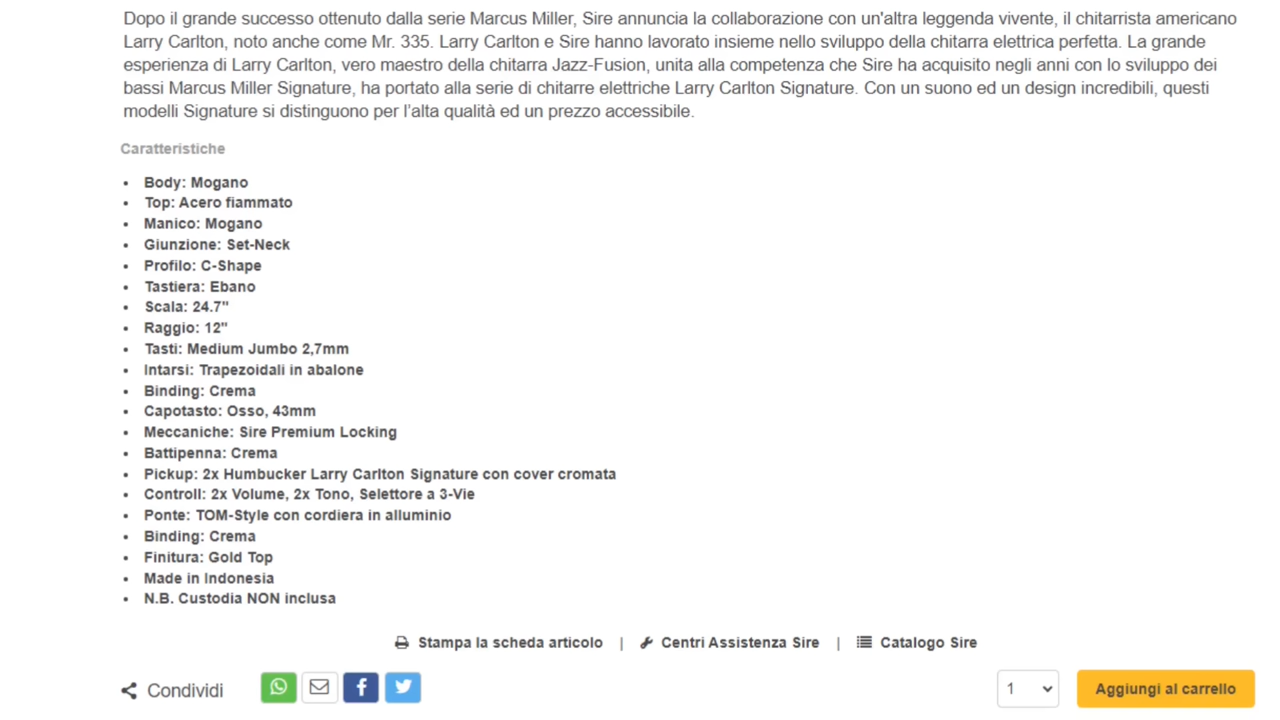 Dopo il grande successo ottenuto dalla serie Marcus Miller, Sire annuncia la collaborazione con un'altra leggenda vivente, il chitarrista americano
Larry Carlton, noto anche come Mr. 335. Larry Carlton e Sire hanno lavorato insieme nello sviluppo della chitarra elettrica perfetta. La grande
esperienza di Larry Carlton, vero maestro della chitarra Jazz-Fusion, unita alla competenza che Sire ha acquisito negli anni con lo sviluppo dei
bassi Marcus Miller Signature, ha portato alla serie di chitarre elettriche Larry Carlton Signature. Con un suono ed un design incredibili, questi
modelli Signature si distinguono per l’alta qualità ed un prezzo accessibile.
Caratteristiche
• Body: Mogano
• Top: Acero fiammato
• Manico: Mogano
• Giunzione: Set-Neck
• Profilo: C-Shape
• Tastiera: Ebano
• Scala: 24.7"
• Raggio: 12"
• Tasti: Medium Jumbo 2,7mm
• Intarsi: Trapezoidali in abalone
• Binding: Crema
• Capotasto: Osso, 43mm
• Meccaniche: Sire Premium Locking
• Battipenna: Crema
• Pickup: 2x Humbucker Larry Carlton Signature con cover cromata
• Controll: 2x Volume, 2x Tono, Selettore a 3-Vie
• Ponte: TOM-Style con cordiera in alluminio
• Binding: Crema
• Finitura: Gold Top
• Made in Indonesia
• N.B. Custodia NON inclusa
Stampa la scheda articolo | Centri Assistenza Sire | Catalogo Sire
Condividi 1 Aggiungi al carrello